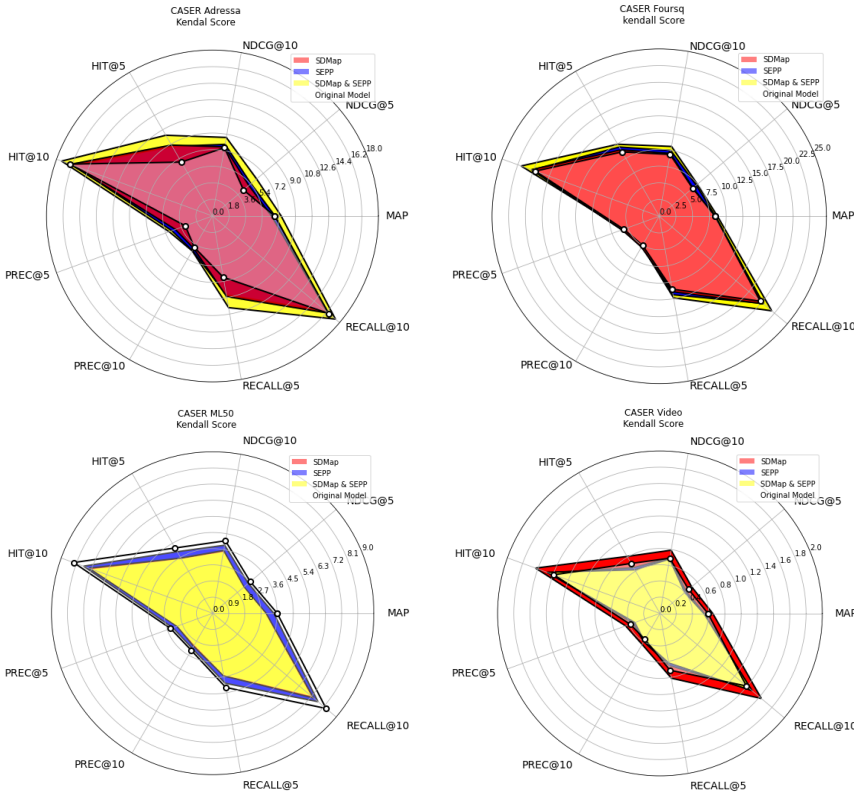 CASER Adressa
Kendall Score
NDCG@10
SDMap
SEPP
SDMap & SEPP
Original Model
HIT@5
NDCG@5
HIT@10
0.0 1.8 3.6 5.4 7.2 9.0 10.8 12.6 14.4 16.2 18.0
MAP
PREC@5
RECALL@10
PREC@10
RECALL@5
CASER Foursq
kendall Score
NDCG@10
SDMap
SEPP
SDMap & SEPP
Original Model
HIT@5
NDCG@5
HIT@10
0.0 2.5 5.0 7.5 10.0 12.5 15.0 17.5 20.0 22.5 25.0
MAP
PREC@5
RECALL@10
PREC@10
RECALL@5
CASER ML50
Kendall Score
NDCG@10
SDMap
SEPP
SDMap & SEPP
Original Model
HIT@5
NDCG@5
HIT@10
0.0 0.9 1.8 2.7 3.6 4.5 5.4 6.3 7.2 8.1 9.0
MAP
PREC@5
RECALL@10
PREC@10
RECALL@5
CASER Video
Kendall Score
NDCG@10
SDMap
SEPP
SDMap & SEPP
Original Model
HIT@5
NDCG@5
HIT@10
0.0 0.2 0.6 0.8 1.0 1.2 1.4 1.6 1.8 2.0
MAP
PREC@5
RECALL@10
PREC@10
RECALL@5